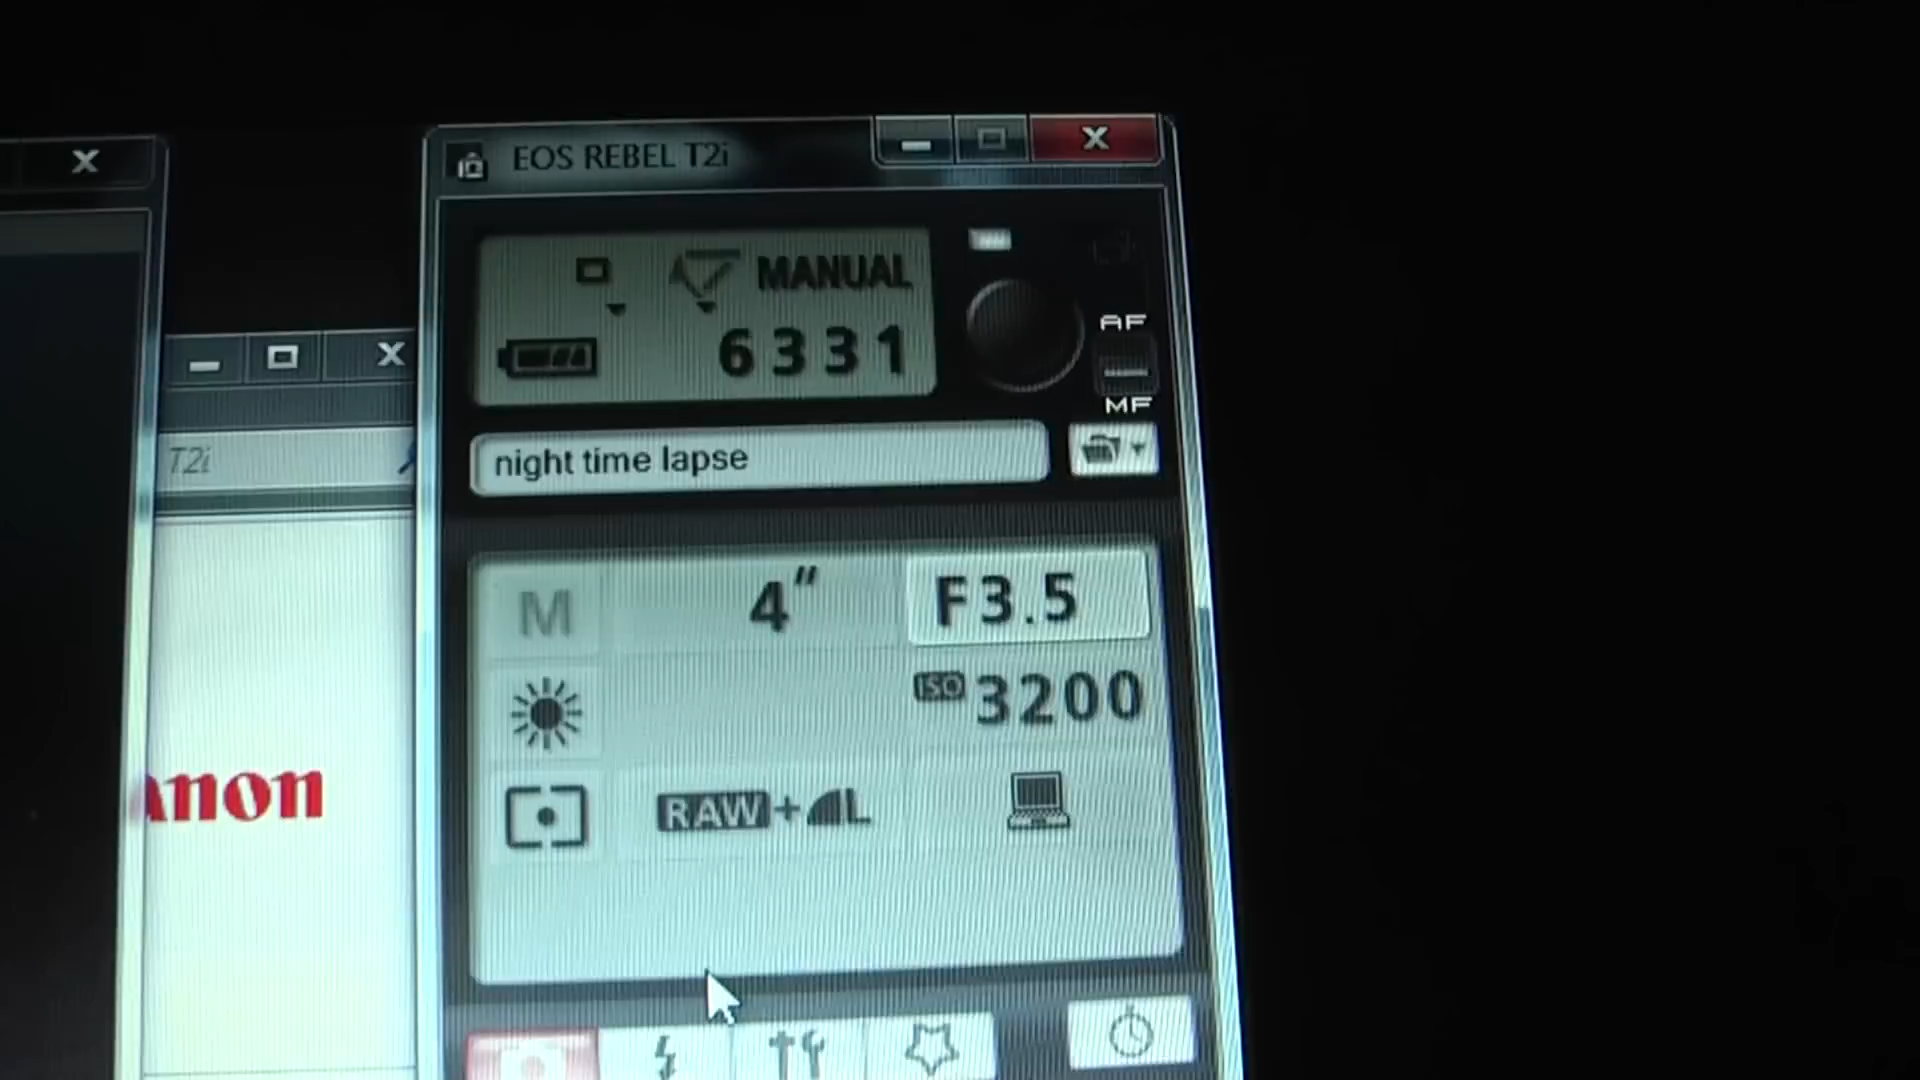 EOS REBEL T2i
MANUAL
6331
AF
MF
T2i
night time lapse
M 4" F3.5
ISO 3200
anon
RAW+L